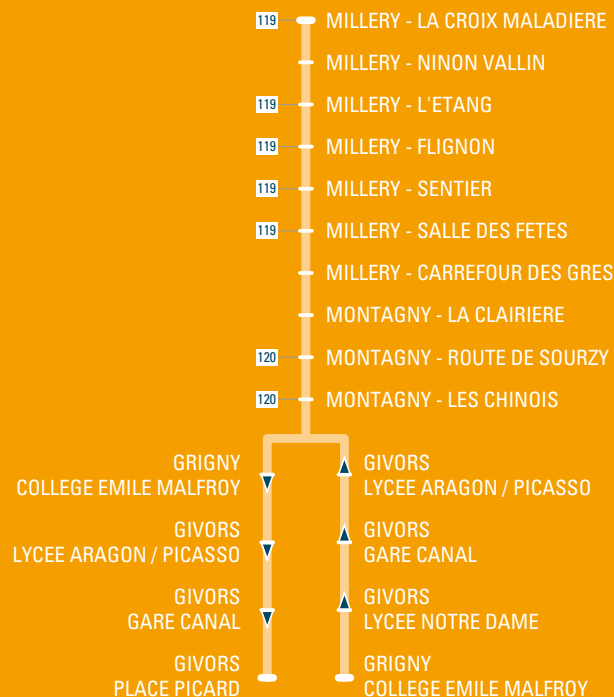 119 MILLERY - LA CROIX MALADIERE
MILLERY - NINON VALLIN
119 MILLERY - L'ETANG
119 MILLERY - FLIGNON
119 MILLERY - SENTIER
119 MILLERY - SALLE DES FETES
MILLERY - CARREFOUR DES GRES
MONTAGNY - LA CLAIRIERE
120 MONTAGNY - ROUTE DE SOURZY
120 MONTAGNY - LES CHINOIS
GRIGNY
COLLEGE EMILE MALFROY
GIVORS
LYCEE ARAGON / PICASSO
GIVORS
GARE CANAL
GIVORS
PLACE PICARD
GIVORS
LYCEE ARAGON / PICASSO
GIVORS
GARE CANAL
GIVORS
LYCEE NOTRE DAME
GRIGNY
COLLEGE EMILE MALFROY